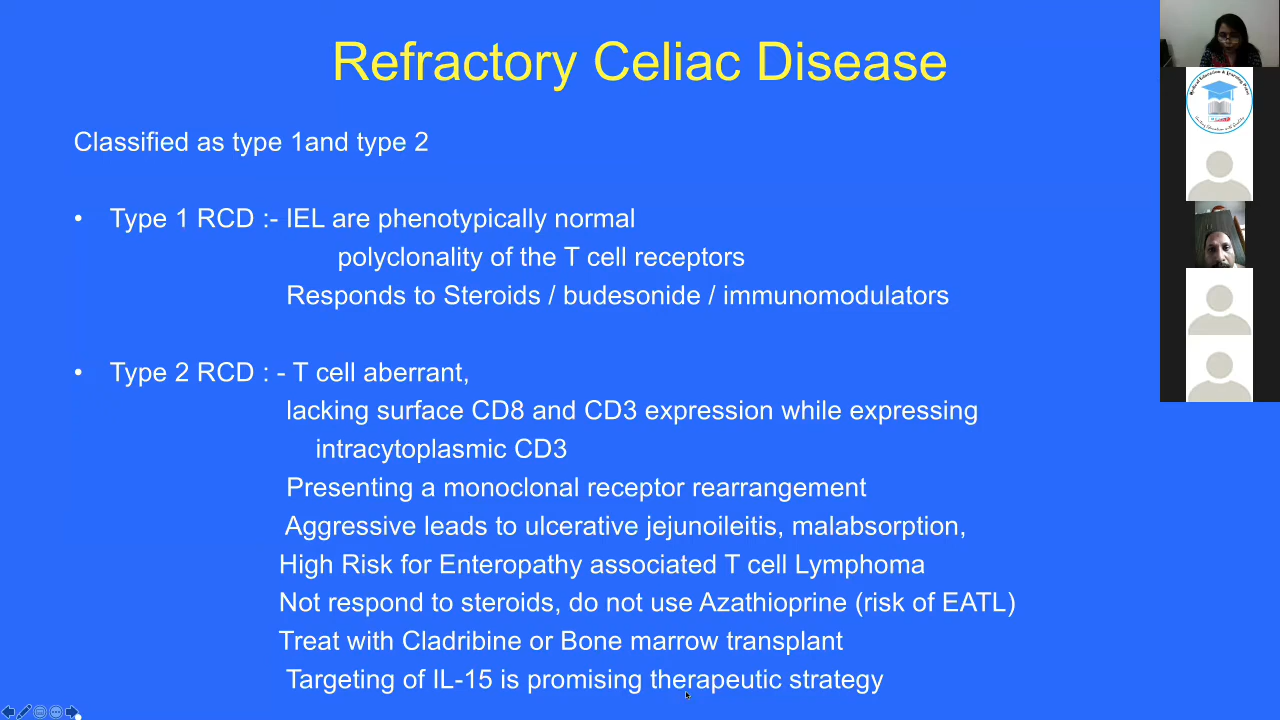 Refractory Celiac Disease
Classified as type 1and type 2
• Type 1 RCD :- IEL are phenotypically normal
polyclonality of the T cell receptors
Responds to Steroids / budesonide / immunomodulators
• Type 2 RCD : - T cell aberrant,
lacking surface CD8 and CD3 expression while expressing
intracytoplasmic CD3
Presenting a monoclonal receptor rearrangement
Aggressive leads to ulcerative jejunoileitis, malabsorption,
High Risk for Enteropathy associated T cell Lymphoma
Not respond to steroids, do not use Azathioprine (risk of EATL)
Treat with Cladribine or Bone marrow transplant
Targeting of IL-15 is promising therapeutic strategy